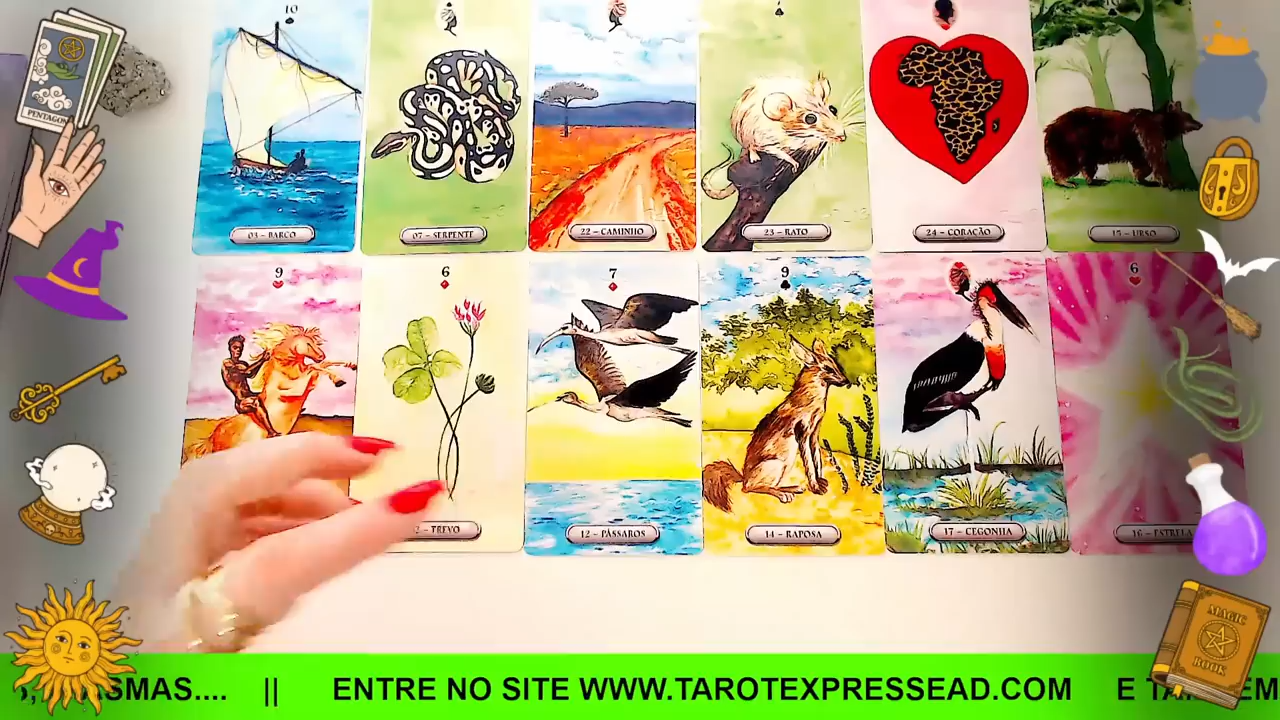 10
03 - BARCO
07 - SERPENTE
22 - CAMINHO
23 - RATO
24 - CORAÇÃO
15 - URSO
9
6
7
9
6
TREVO
12 - PÁSSAROS
14 - RAPOSA
17 - CEGONHA
16 - ESTRELA
MAGIC
BOOK
SMAS.... || ENTRE NO SITE WWW.TAROTEXPRESSEAD.COM E